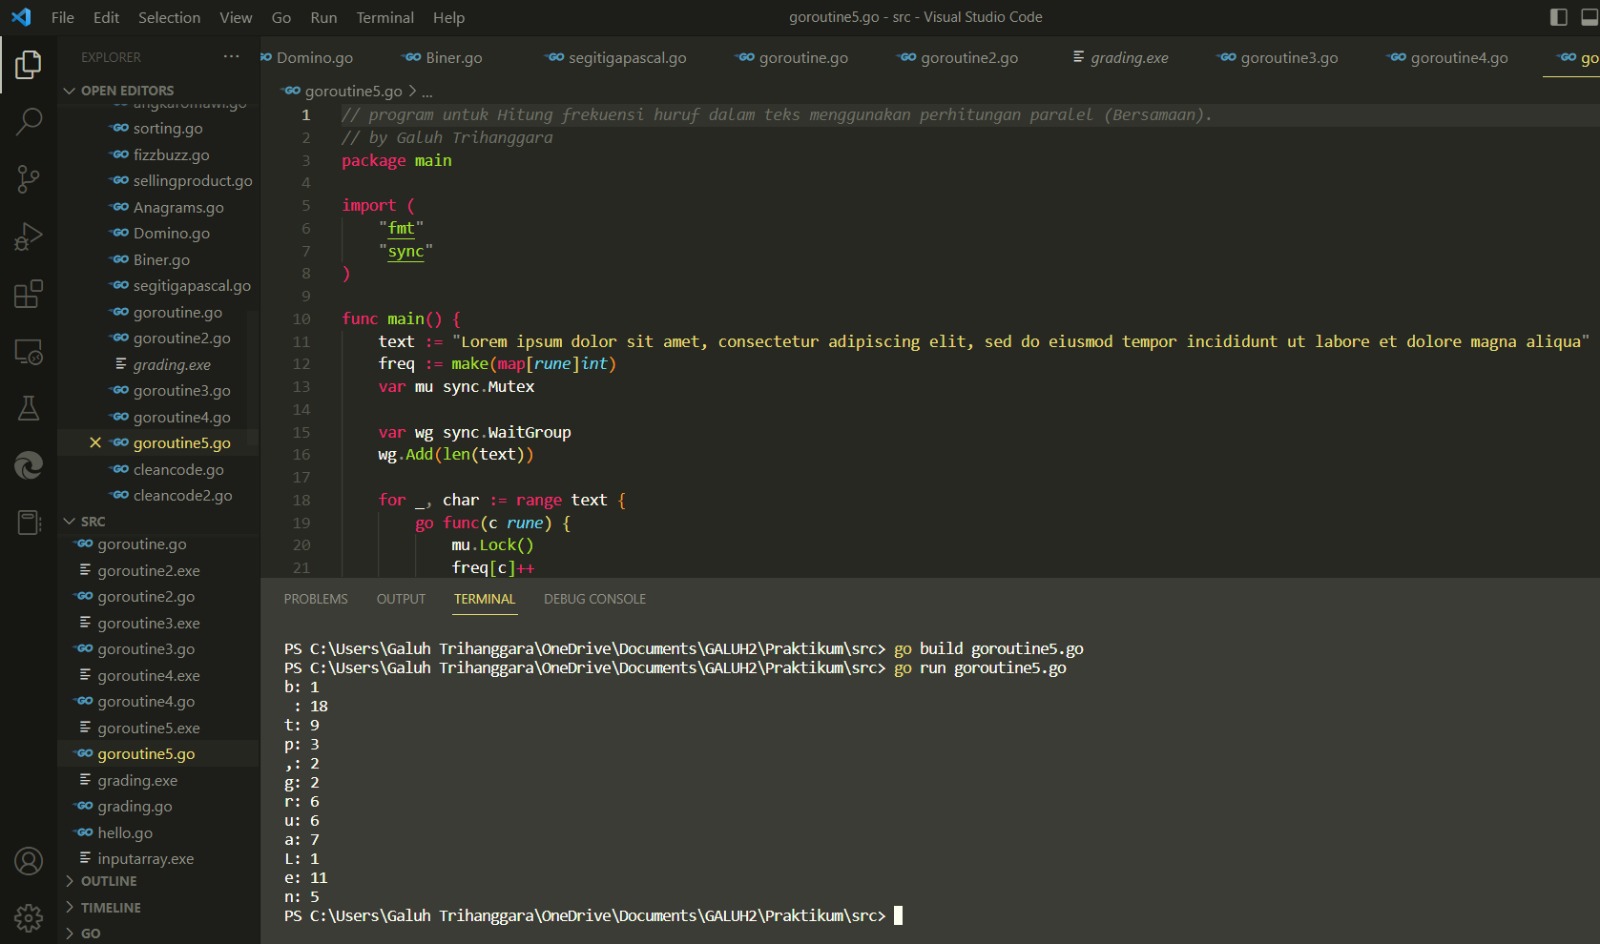 File Edit Selection View Go Run Terminal Help
goroutine5.go - src - Visual Studio Code
EXPLORER
Domino.go Biner.go segitigapascal.go goroutine.go goroutine2.go grading.exe goroutine3.go goroutine4.go go
OPEN EDITORS
angkaromawi.go
sorting.go
fizzbuzz.go
sellingproduct.go
Anagrams.go
Domino.go
Biner.go
segitigapascal.go
goroutine.go
goroutine2.go
grading.exe
goroutine3.go
goroutine4.go
goroutine5.go
cleancode.go
cleancode2.go
SRC
goroutine.go
goroutine2.exe
goroutine2.go
goroutine3.exe
goroutine3.go
goroutine4.exe
goroutine4.go
goroutine5.exe
goroutine5.go
grading.exe
grading.go
hello.go
inputarray.exe
OUTLINE
TIMELINE
GO
goroutine5.go > ...
1 // program untuk Hitung frekuensi huruf dalam teks menggunakan perhitungan paralel (Bersamaan).
2 // by Galuh Trihanggara
3 package main
4
5 import (
6 "fmt"
7 "sync"
8 )
9
10 func main() {
11 text := "Lorem ipsum dolor sit amet, consectetur adipiscing elit, sed do eiusmod tempor incididunt ut labore et dolore magna aliqua"
12 freq := make(map[rune]int)
13 var mu sync.Mutex
14
15 var wg sync.WaitGroup
16 wg.Add(len(text))
17
18 for _, char := range text {
19 go func(c rune) {
20 mu.Lock()
21 freq[c]++
PROBLEMS OUTPUT TERMINAL DEBUG CONSOLE
PS C:\Users\Galuh Trihanggara\OneDrive\Documents\GALUH2\Praktikum\src> go build goroutine5.go
PS C:\Users\Galuh Trihanggara\OneDrive\Documents\GALUH2\Praktikum\src> go run goroutine5.go
b: 1
 : 18
t: 9
p: 3
,: 2
g: 2
r: 6
u: 6
a: 7
L: 1
e: 11
n: 5
PS C:\Users\Galuh Trihanggara\OneDrive\Documents\GALUH2\Praktikum\src>